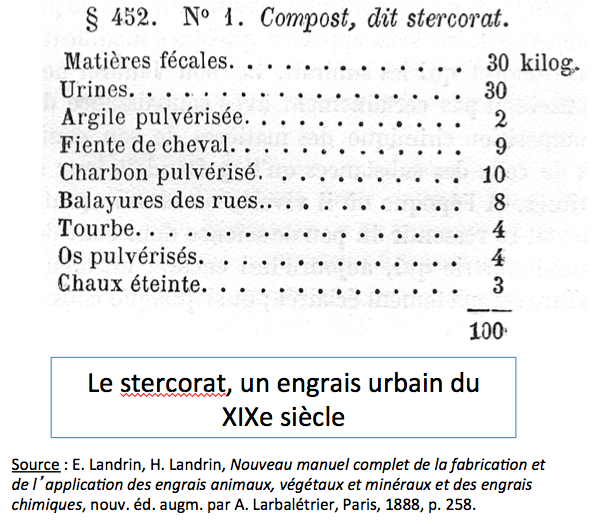 § 452. Nº 1. Compost, dit stercorat.
Matières fécales. . . . . . . . . . . . . 30 kilog.
Urines. . . . . . . . . . . . . . . . . . 30
Argile pulvérisée. . . . . . . . . . . . 2
Fiente de cheval. . . . . . . . . . . . . 9
Charbon pulvérisé. . . . . . . . . . . . 10
Balayures des rues. . . . . . . . . . . . 8
Tourbe. . . . . . . . . . . . . . . . . . 4
Os pulvérisés. . . . . . . . . . . . . . 4
Chaux éteinte. . . . . . . . . . . . . . 3
100
Le stercorat, un engrais urbain du
XIXe siècle
Source : E. Landrin, H. Landrin, Nouveau manuel complet de la fabrication et
de l’application des engrais animaux, végétaux et minéraux et des engrais
chimiques, nouv. éd. augm. par A. Larbalétrier, Paris, 1888, p. 258.